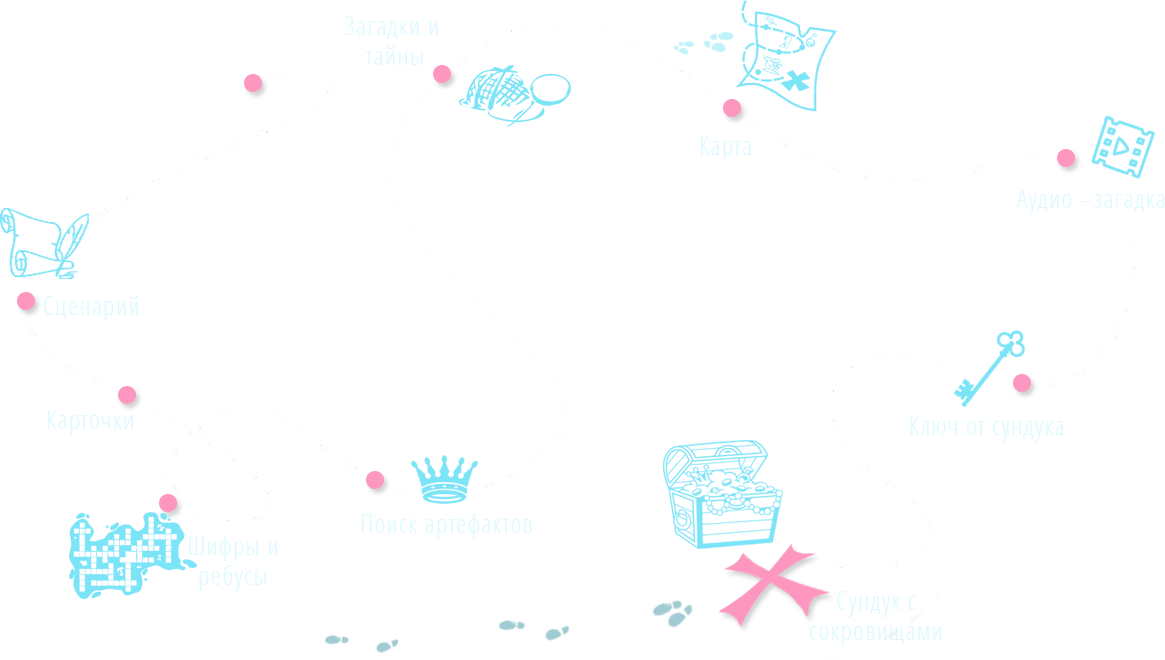 Загадки и
тайны
Карта
Аудио - загадка
Сценарий
Карточки
Ключ от сундука
Поиск артефактов
Шифры и
ребусы
Сундук с
сокровищами